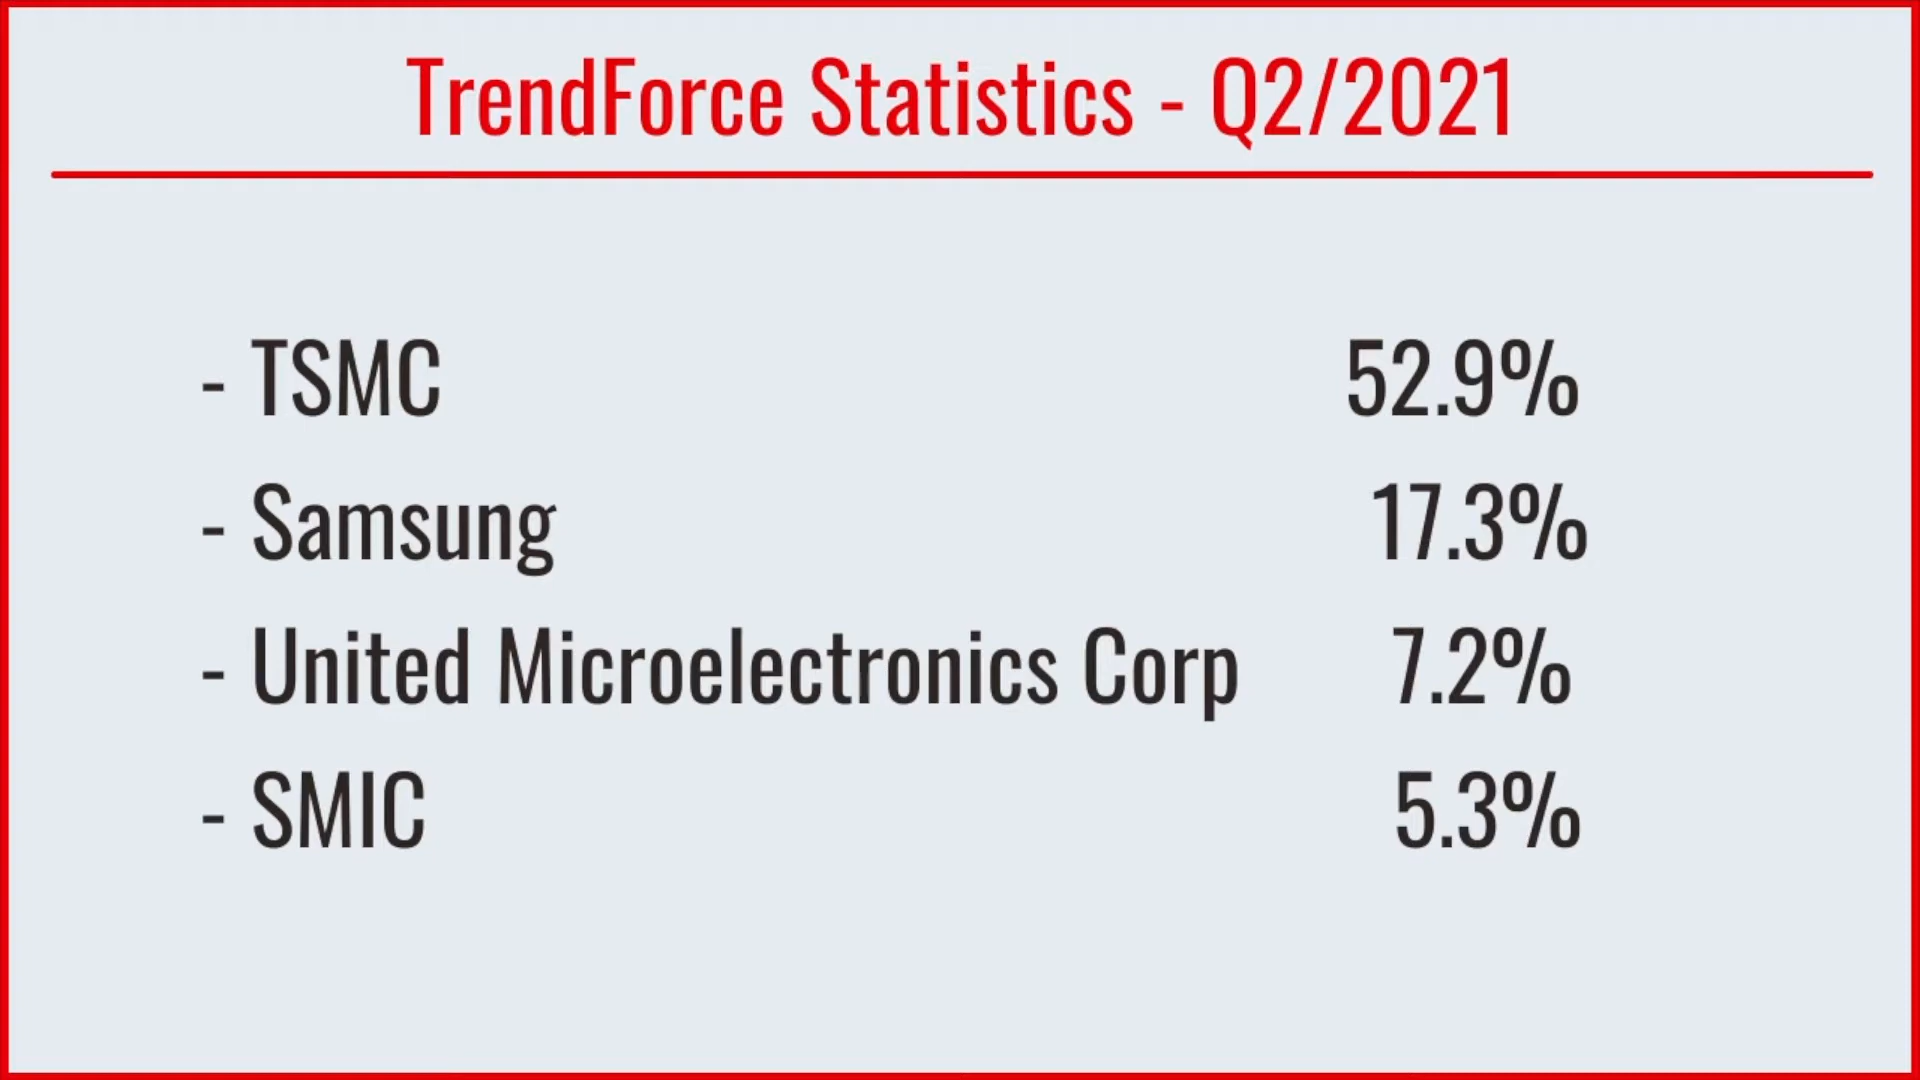 TrendForce Statistics - Q2/2021
- TSMC 52.9%
- Samsung 17.3%
- United Microelectronics Corp 7.2%
- SMIC 5.3%